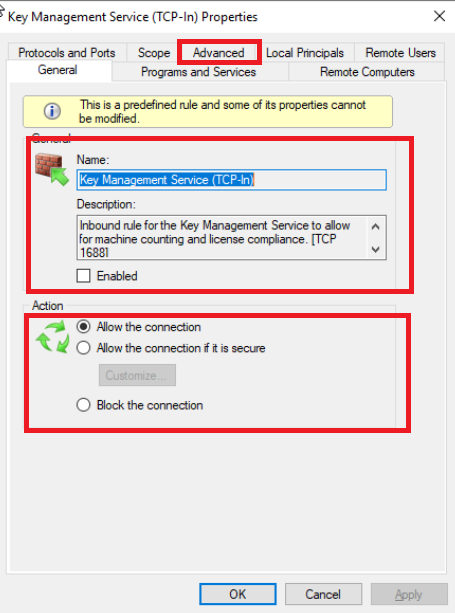 Key Management Service (TCP-In) Properties
Protocols and Ports Scope Advanced Local Principals Remote Users
General Programs and Services Remote Computers
This is a predefined rule and some of its properties cannot
be modified.
General
Name:
Key Management Service (TCP-In)
Description:
Inbound rule for the Key Management Service to allow
for machine counting and license compliance. [TCP
1688]
Enabled
Action
Allow the connection
Allow the connection if it is secure
Customize...
Block the connection
OK Cancel Apply